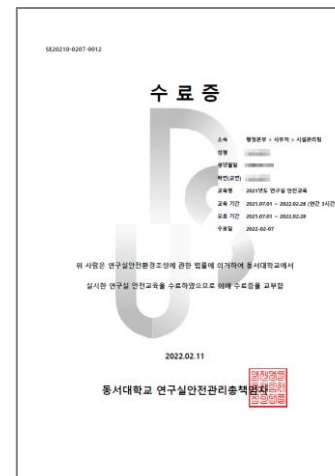 SE20210-0207-0012
수 료 증
소속 행정본부 > 사무처 > 시설관리팀
성명
생년월일
학번(교번)
교육명 2021년도 연구실 안전교육
교육 기간 2021.07.01 ~ 2022.02.28 (연간 3시간)
유효 기간 2021.07.01 ~ 2022.02.28
수료일 2022-02-07
위 사람은 연구실안전환경조성에 관한 법률에 의거하여 동서대학교에서
실시한 연구실 안전교육을 수료하였으므로 이에 수료증을 교부함
2022.02.11
동서대학교 연구실안전관리총책임자